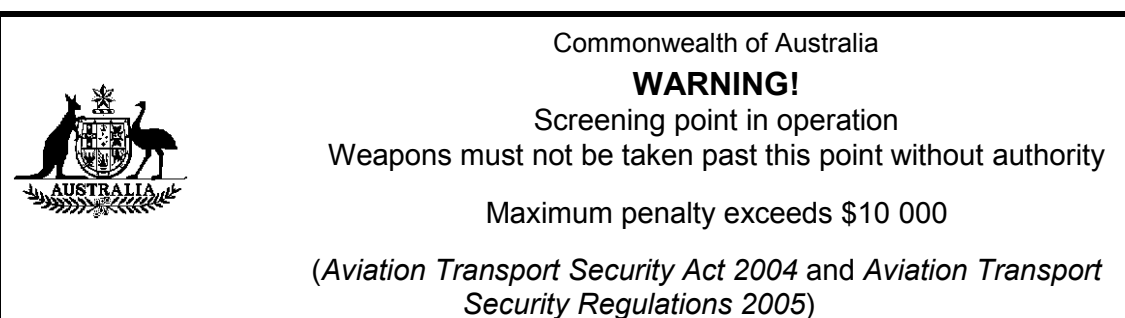 Commonwealth of Australia
WARNING!
Screening point in operation
Weapons must not be taken past this point without authority
AUSTRALIA
Maximum penalty exceeds $10 000
(Aviation Transport Security Act 2004 and Aviation Transport
Security Regulations 2005)